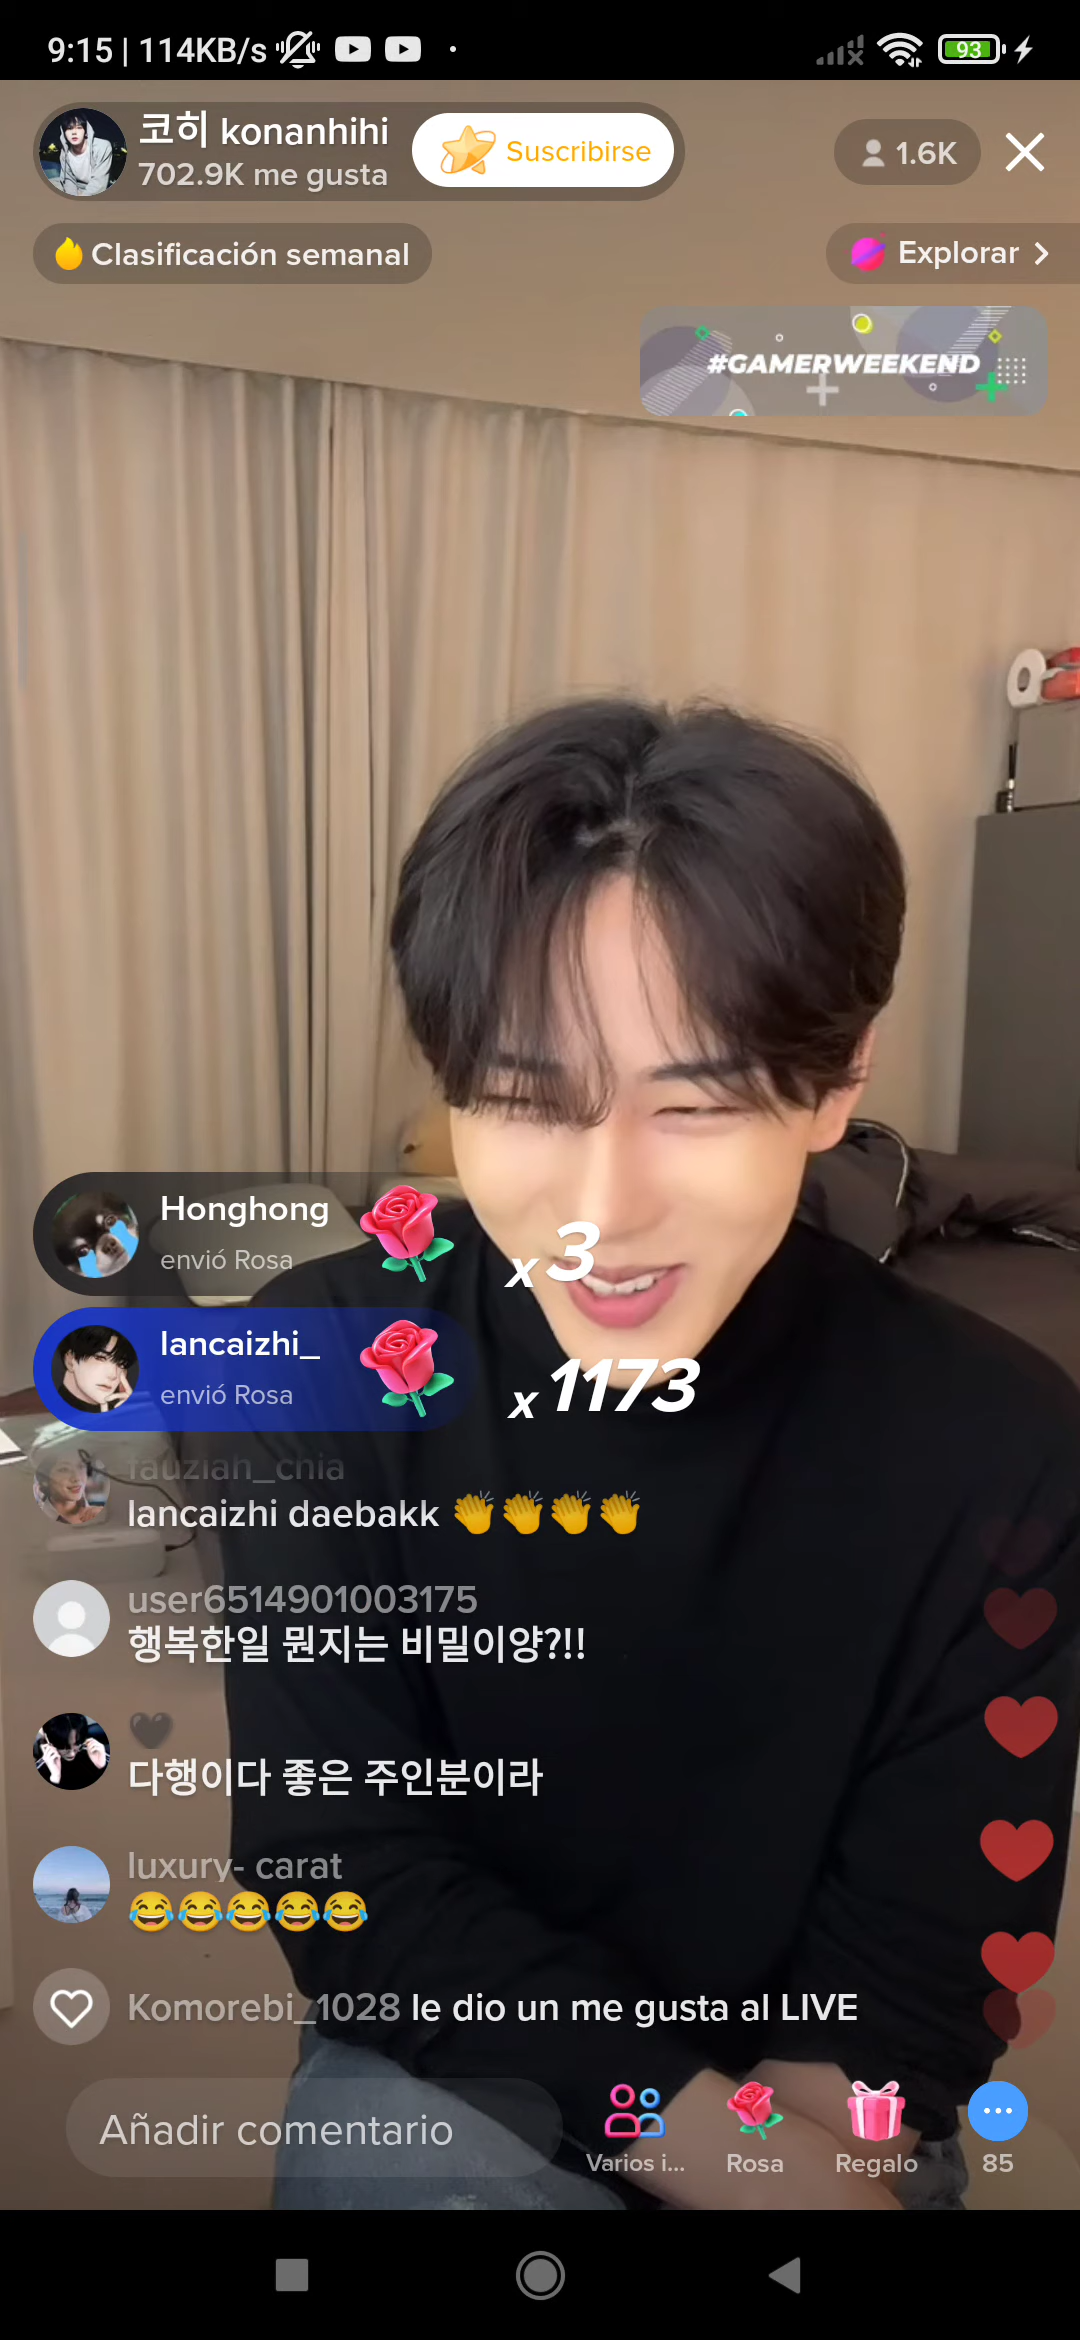 9:15 | 114KB/s
93
코히 konanhihi
702.9K me gusta
Suscribirse
1.6K
Clasificación semanal
Explorar
#GAMERWEEKEND
Honghong
envió Rosa
x 3
lancaizhi_
envió Rosa
x 1173
fauziah_chia
lancaizhi daebakk 👏👏👏👏
user6514901003175
행복한일 뭔지는 비밀이양?!!
🖤
다행이다 좋은 주인분이라
luxury- carat
😂😂😂😂😂
Komorebi_1028 le dio un me gusta al LIVE
Añadir comentario
Varios i...
Rosa
Regalo
85